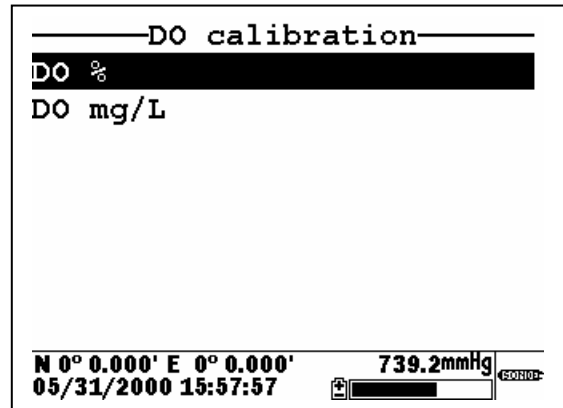 DO calibration
DO %
DO mg/L
N 0° 0.000' E 0° 0.000' 739.2mmHg
05/31/2000 15:57:57
SONDE